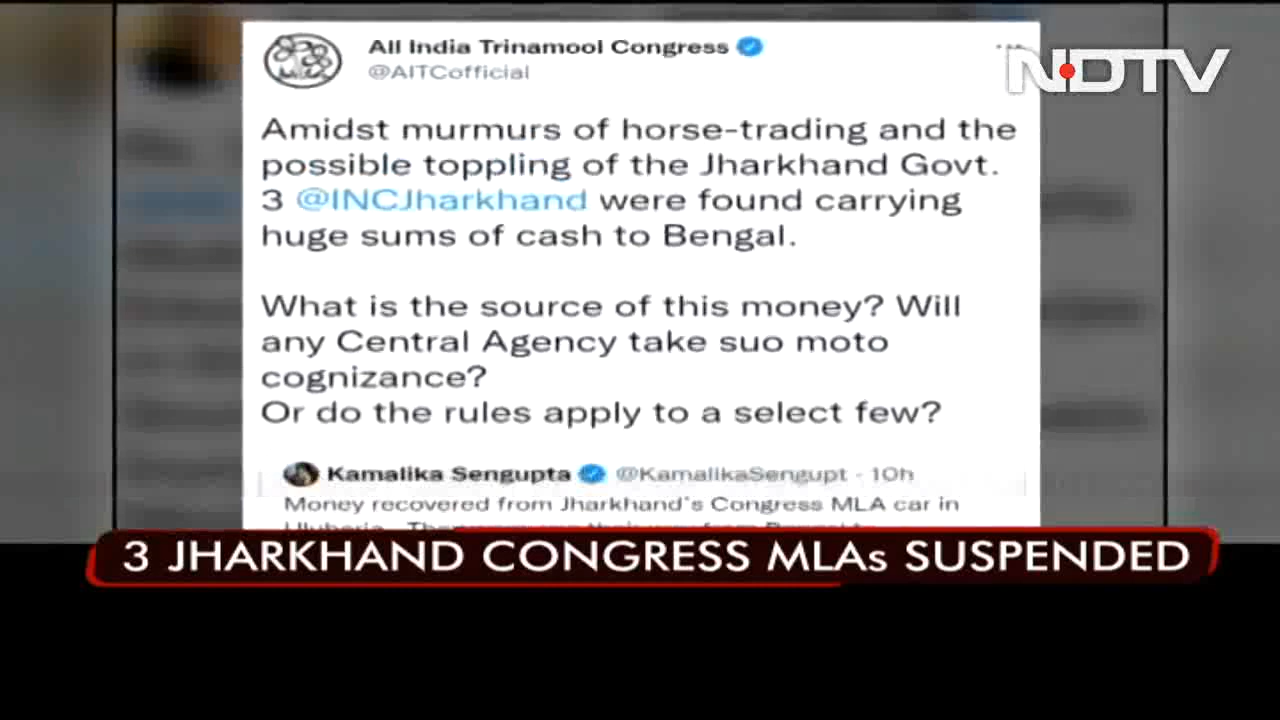 All India Trinamool Congress
@AITCofficial
NDTV
Amidst murmurs of horse-trading and the
possible toppling of the Jharkhand Govt.
3 @INCJharkhand were found carrying
huge sums of cash to Bengal.
What is the source of this money? Will
any Central Agency take suo moto
cognizance?
Or do the rules apply to a select few?
Kamalika Sengupta @KamalikaSengupt · 10h
Money recovered from Jharkhand's Congress MLA car in
3 JHARKHAND CONGRESS MLAs SUSPENDED